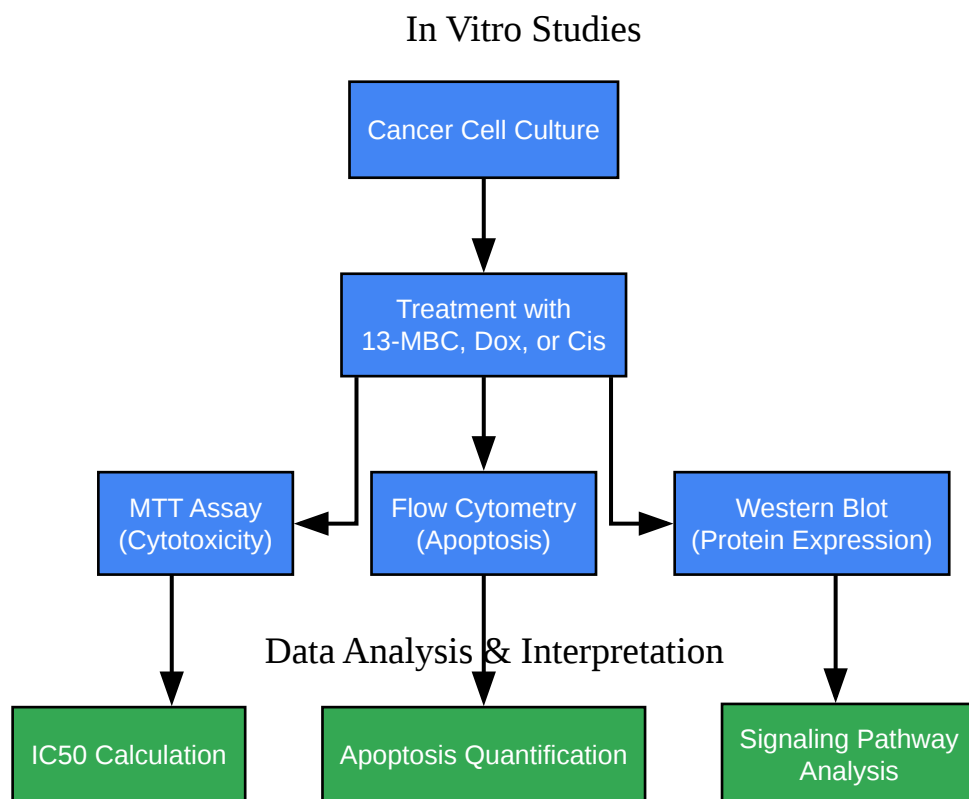 In Vitro Studies
Cancer Cell Culture
Treatment with
13-MBC, Dox, or Cis
MTT Assay
(Cytotoxicity)
Flow Cytometry
(Apoptosis)
Western Blot
(Protein Expression)
Data Analysis & Interpretation
IC50 Calculation
Apoptosis Quantification
Signaling Pathway
Analysis